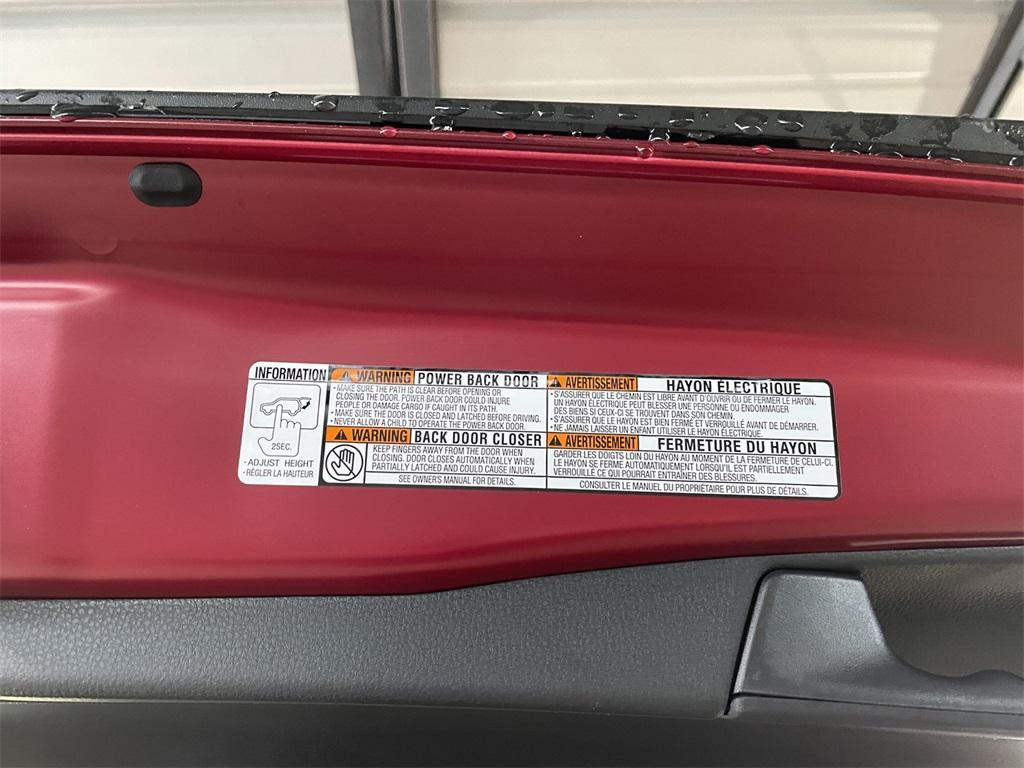 INFORMATION
2SEC.
• ADJUST HEIGHT
• RÉGLER LA HAUTEUR
WARNING POWER BACK DOOR
• MAKE SURE THE PATH IS CLEAR BEFORE OPENING OR
CLOSING THE DOOR. POWER BACK DOOR COULD INJURE
PEOPLE OR DAMAGE CARGO IF CAUGHT IN ITS PATH.
• MAKE SURE THE DOOR IS CLOSED AND LATCHED BEFORE DRIVING.
• NEVER ALLOW A CHILD TO OPERATE THE POWER BACK DOOR.
WARNING BACK DOOR CLOSER
KEEP FINGERS AWAY FROM THE DOOR WHEN
CLOSING. DOOR CLOSES AUTOMATICALLY WHEN
PARTIALLY LATCHED AND COULD CAUSE INJURY.
SEE OWNER'S MANUAL FOR DETAILS.
AVERTISSEMENT HAYON ÉLECTRIQUE
• S'ASSURER QUE LE CHEMIN EST LIBRE AVANT D'OUVRIR OU DE FERMER LE HAYON.
UN HAYON ÉLECTRIQUE PEUT BLESSER UNE PERSONNE OU ENDOMMAGER
DES BIENS SI CEUX-CI SE TROUVENT DANS SON CHEMIN.
• S'ASSURER QUE LE HAYON EST BIEN FERMÉ ET VERROUILLÉ AVANT DE DÉMARRER.
• NE JAMAIS LAISSER UN ENFANT UTILISER LE HAYON ÉLECTRIQUE.
AVERTISSEMENT FERMETURE DU HAYON
GARDER LES DOIGTS LOIN DU HAYON AU MOMENT DE LA FERMETURE DE CELUI-CI.
LE HAYON SE FERME AUTOMATIQUEMENT LORSQU'IL EST PARTIELLEMENT
VERROUILLÉ CE QUI POURRAIT ENTRAÎNER DES BLESSURES.
CONSULTER LE MANUEL DU PROPRIÉTAIRE POUR PLUS DE DÉTAILS.